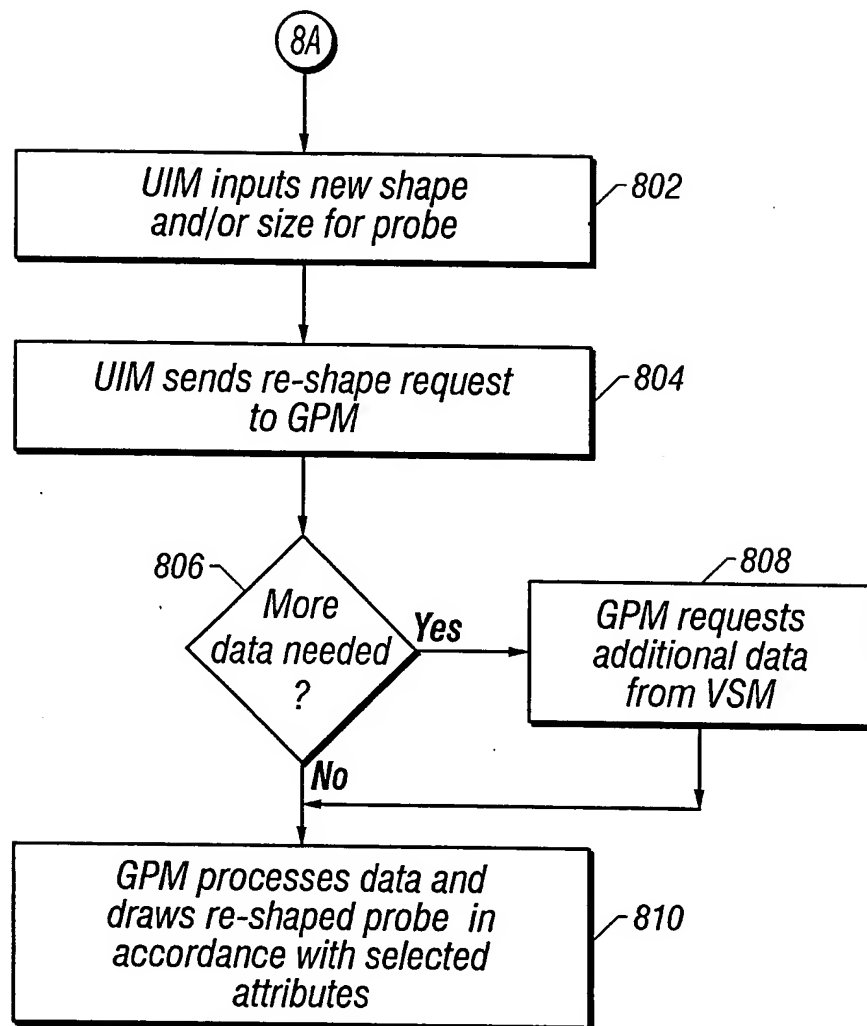 8A
UIM inputs new shape
and/or size for probe
802
UIM sends re-shape request
to GPM
804
806
More
data needed
?
Yes
808
GPM requests
additional data
from VSM
No
GPM processes data and
draws re-shaped probe in
accordance with selected
attributes
810